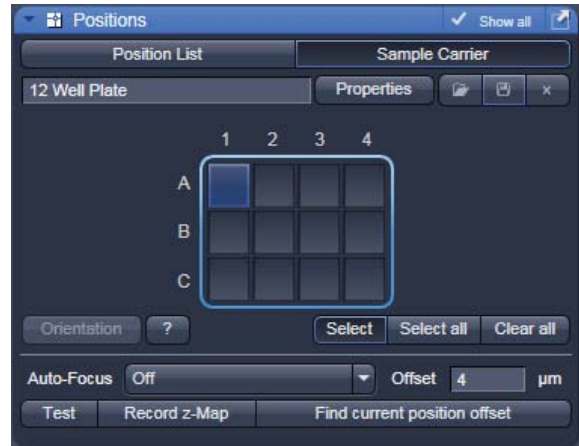 Positions Show all
Position List Sample Carrier
12 Well Plate Properties x
1 2 3 4
A
B
C
Orientation ? Select Select all Clear all
Auto-Focus Off Offset 4 µm
Test Record z-Map Find current position offset